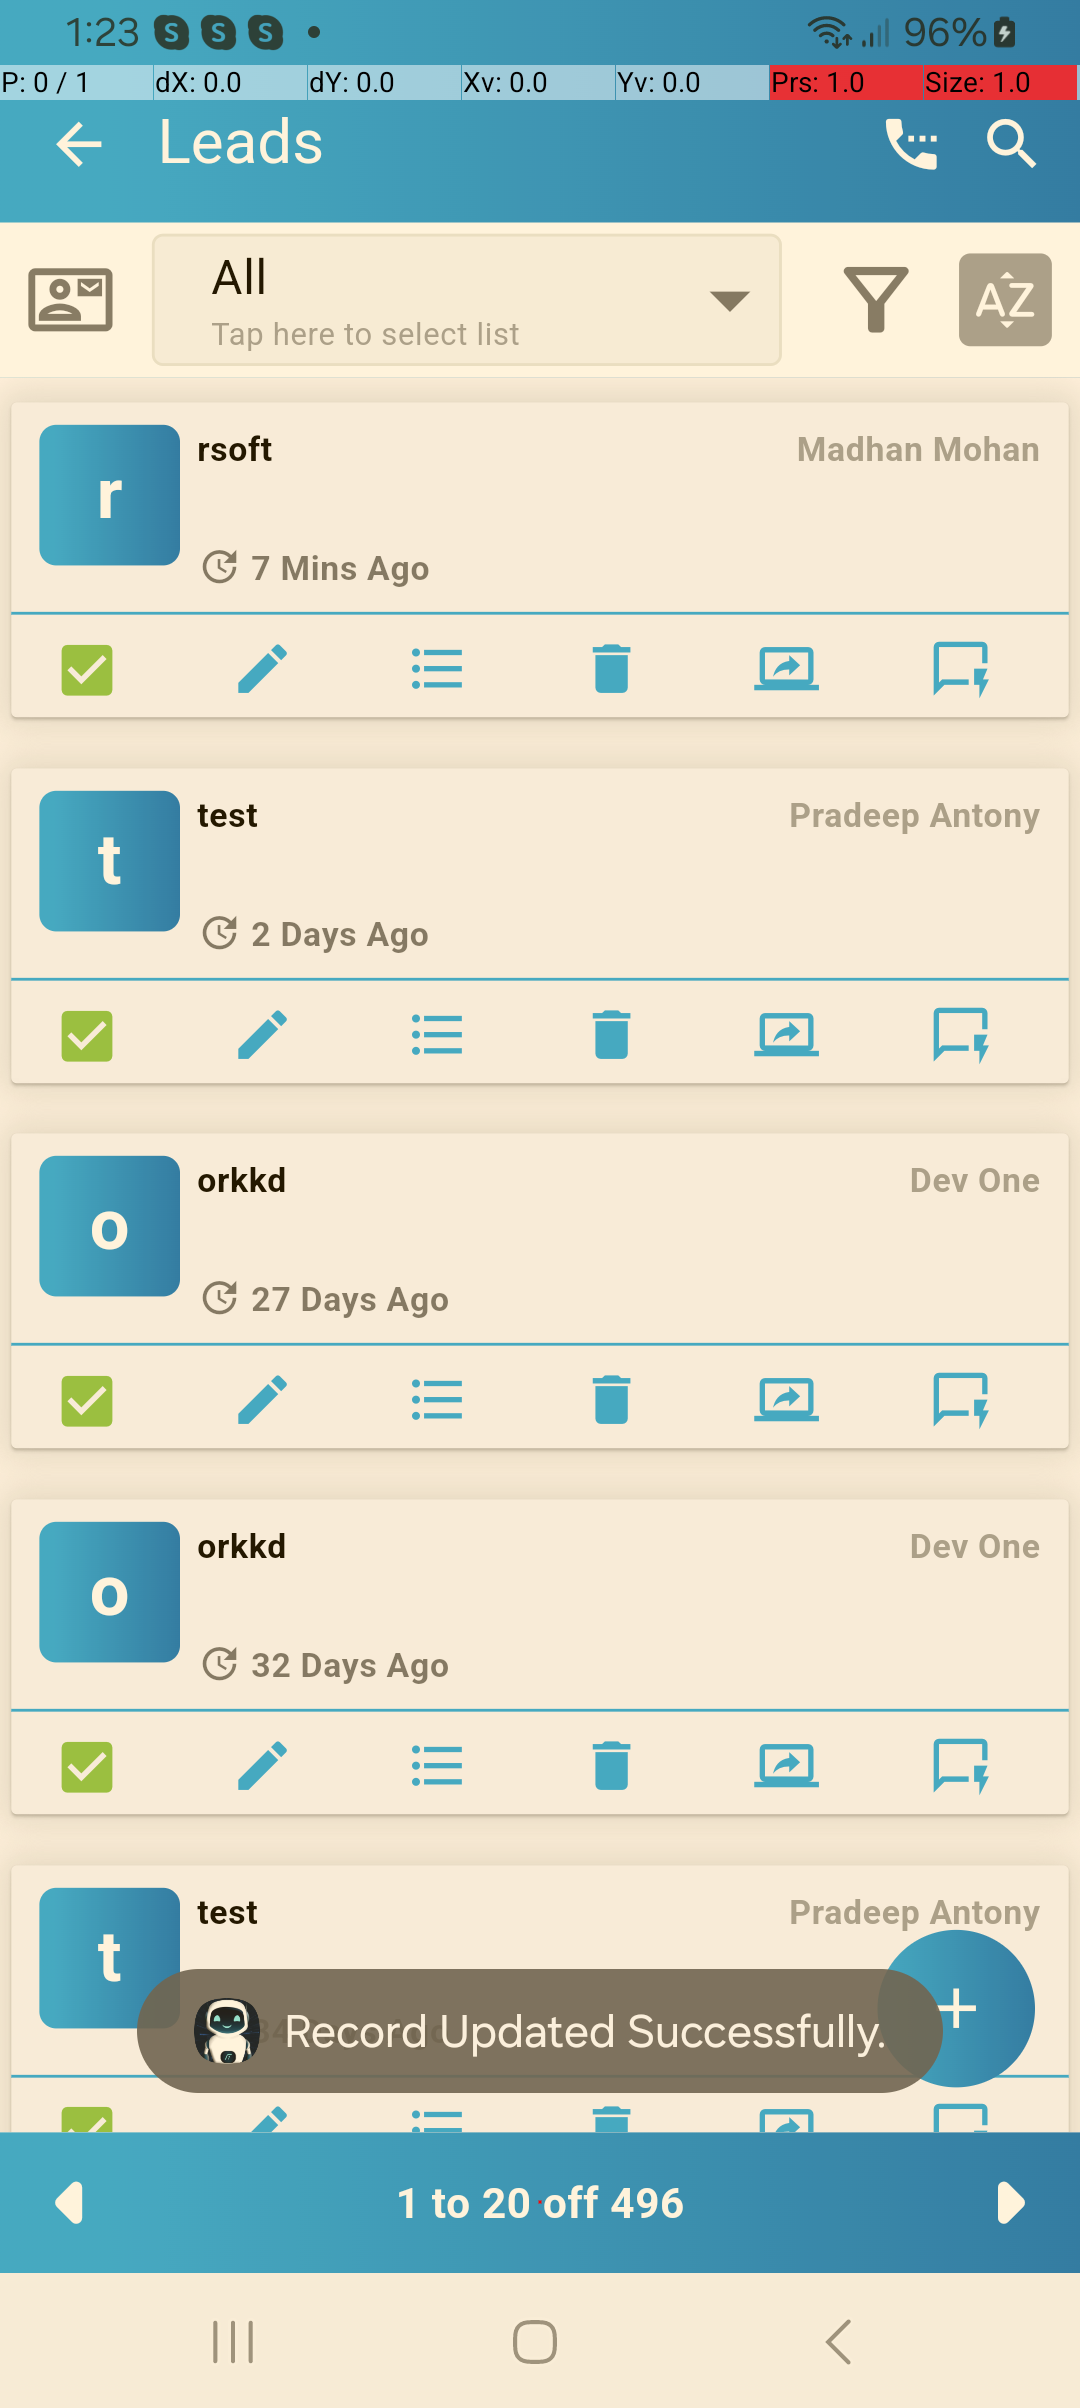 1:23 S S S 96%
P: 0 / 1 dX: 0.0 dY: 0.0 Xv: 0.0 Yv: 0.0 Prs: 1.0 Size: 1.0
Leads
All
Tap here to select list
AZ
r rsoft Madhan Mohan
7 Mins Ago
t test Pradeep Antony
2 Days Ago
o orkkd Dev One
27 Days Ago
o orkkd Dev One
32 Days Ago
t test Pradeep Antony
Record Updated Successfully.
1 to 20 off 496